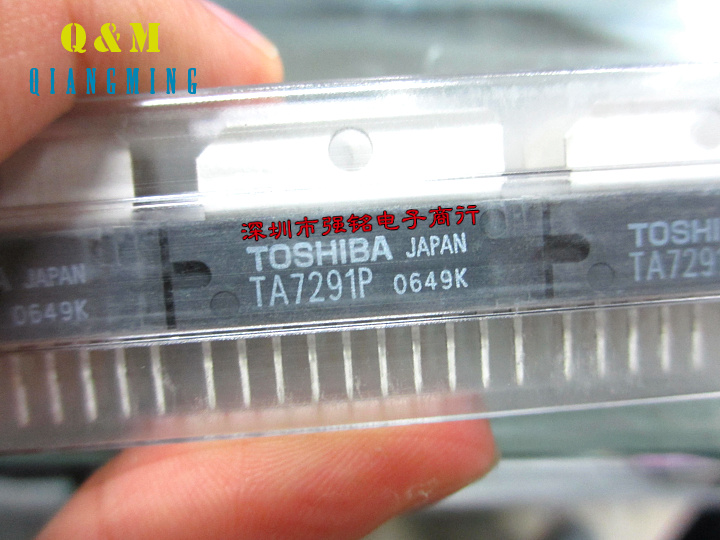 Q&M
QIANGMING
深圳市强铭电子商行
TOSHIBA JAPAN
TA7291P 0649K
A JAPAN
0649K
TOSHI
TA729